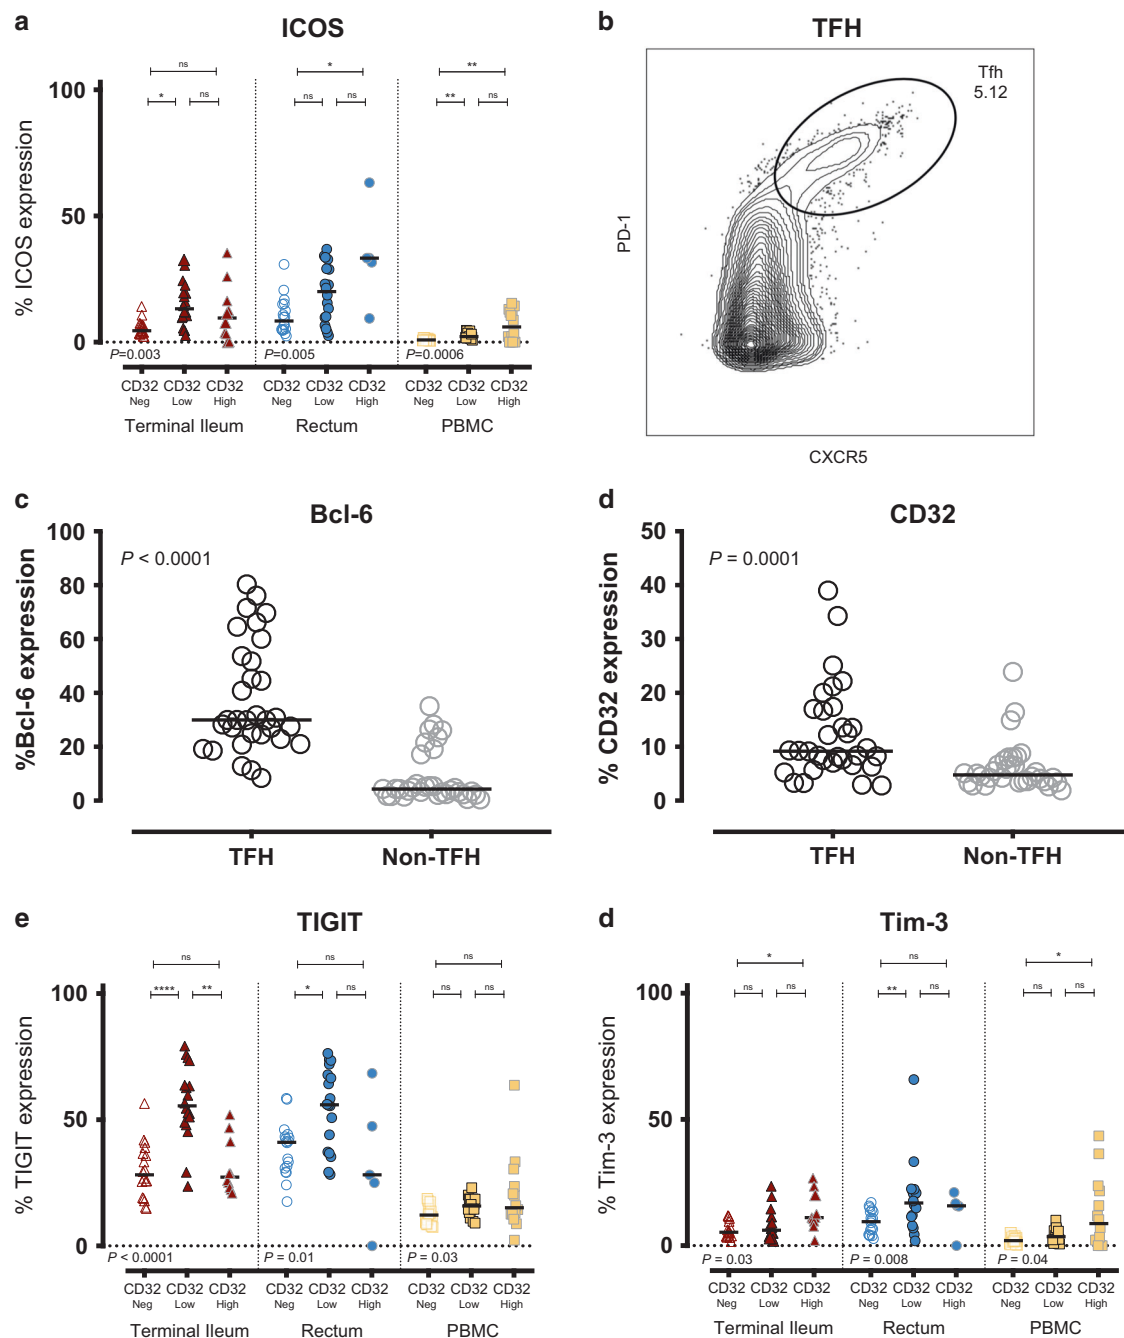 a
ICOS
ns
*
**
* ns
ns ns
** ns
% ICOS expression
100
50
0
P=0.003
P=0.005
P=0.0006
CD32 CD32 CD32 CD32 CD32 CD32 CD32 CD32 CD32
Neg Low High Neg Low High Neg Low High
Terminal Ileum Rectum PBMC
b
TFH
Tfh
5.12
PD-1
CXCR5
c
Bcl-6
%Bcl-6 expression
100
80
60
40
20
0
P < 0.0001
TFH Non-TFH
d
CD32
% CD32 expression
50
40
30
20
10
0
P = 0.0001
TFH Non-TFH
e
TIGIT
ns
ns
ns
**** **
* ns
ns ns
% TIGIT expression
100
50
0
P < 0.0001
P = 0.01
P = 0.03
CD32 CD32 CD32 CD32 CD32 CD32 CD32 CD32 CD32
Neg Low High Neg Low High Neg Low High
Terminal Ileum Rectum PBMC
d
Tim-3
*
ns
*
ns ns
** ns
ns ns
% Tim-3 expression
100
50
0
P = 0.03
P = 0.008
P = 0.04
CD32 CD32 CD32 CD32 CD32 CD32 CD32 CD32 CD32
Neg Low High Neg Low High Neg Low High
Terminal Ileum Rectum PBMC